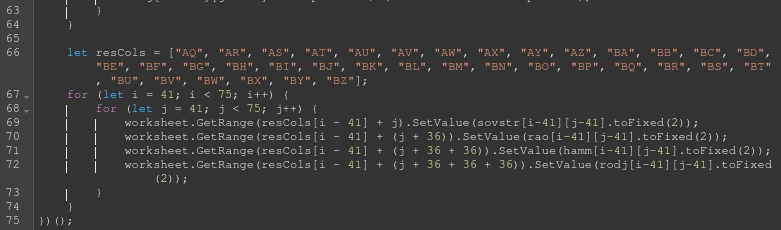 63 }
64 }
65
66 let resCols = ["AQ", "AR", "AS", "AT", "AU", "AV", "AW", "AX", "AY", "AZ", "BA", "BB", "BC", "BD",
"BE", "BF", "BG", "BH", "BI", "BJ", "BK", "BL", "BM", "BN", "BO", "BP", "BQ", "BR", "BS", "BT"
, "BU", "BV", "BW", "BX", "BY", "BZ"];
67 for (let i = 41; i < 75; i++) {
68 for (let j = 41; j < 75; j++) {
69 worksheet.GetRange(resCols[i - 41] + j).SetValue(sovstr[i-41][j-41].toFixed(2));
70 worksheet.GetRange(resCols[i - 41] + (j + 36)).SetValue(rao[i-41][j-41].toFixed(2));
71 worksheet.GetRange(resCols[i - 41] + (j + 36 + 36)).SetValue(hamm[i-41][j-41].toFixed(2));
72 worksheet.GetRange(resCols[i - 41] + (j + 36 + 36 + 36)).SetValue(rodj[i-41][j-41].toFixed
(2));
73 }
74 }
75 })();